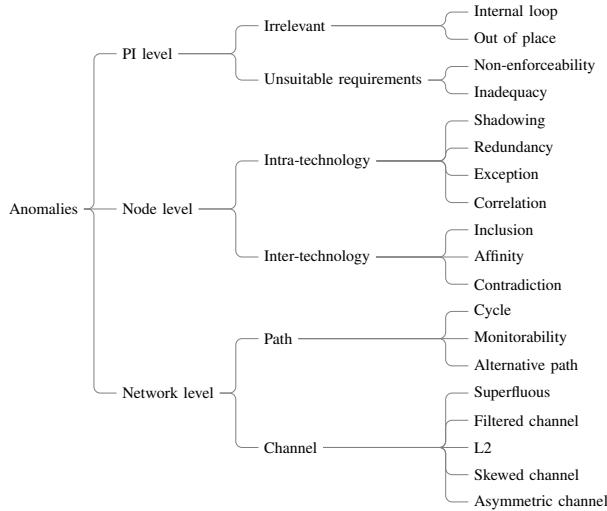 Anomalies
PI level
Irrelevant
Internal loop
Out of place
Unsuitable requirements
Non-enforceability
Inadequacy
Node level
Intra-technology
Shadowing
Redundancy
Exception
Correlation
Inter-technology
Inclusion
Affinity
Contradiction
Network level
Path
Cycle
Monitorability
Alternative path
Channel
Superfluous
Filtered channel
L2
Skewed channel
Asymmetric channel